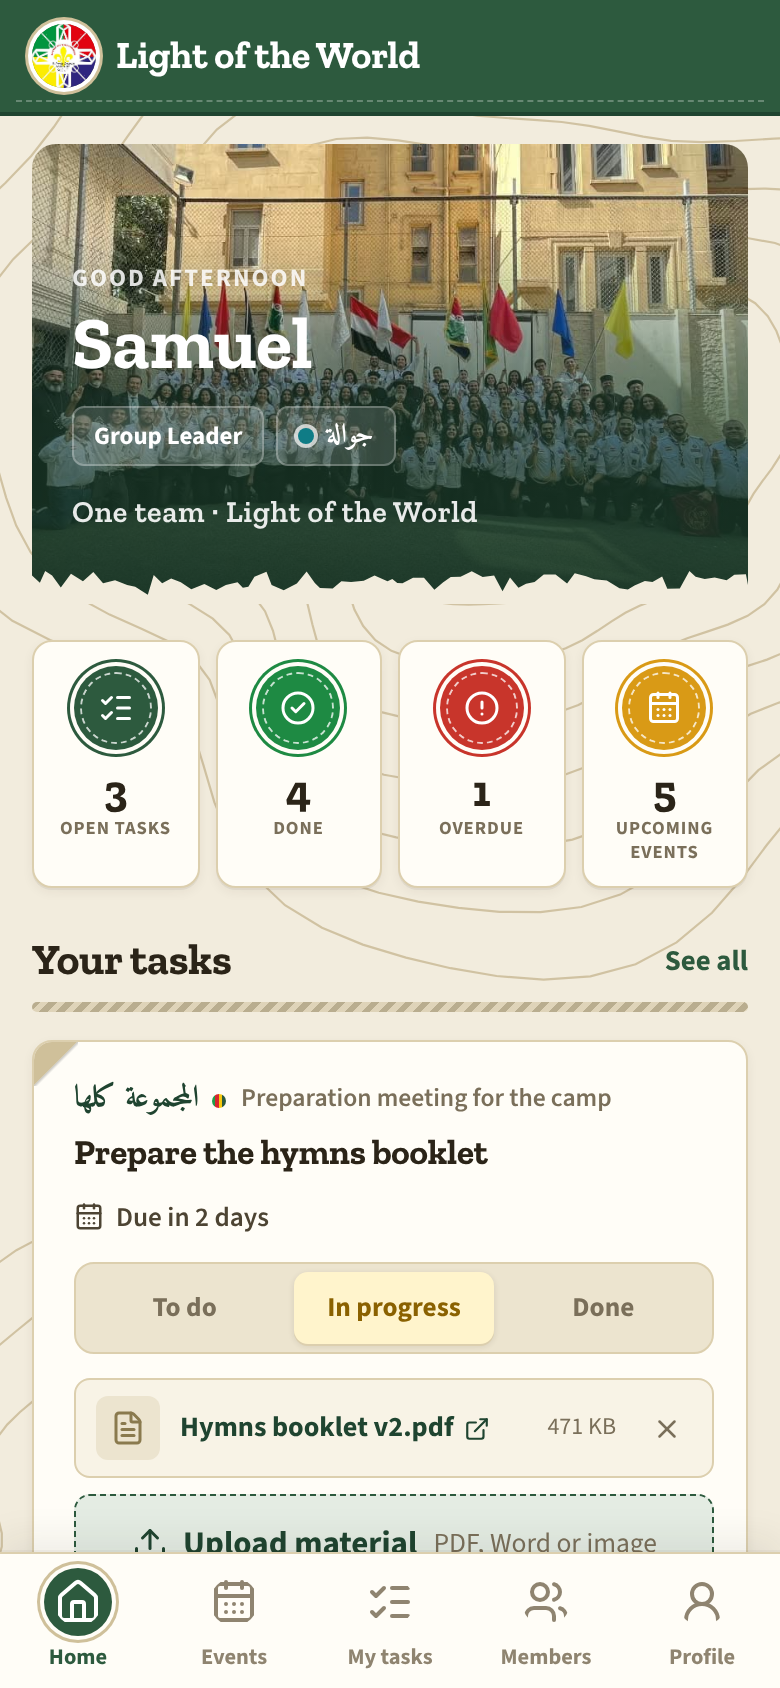 Light of the World
GOOD AFTERNOON
Samuel
Group Leader
جوالة
One team · Light of the World
3
OPEN TASKS
4
DONE
1
OVERDUE
5
UPCOMING
EVENTS
Your tasks
See all
المجموعة كلها
Preparation meeting for the camp
Prepare the hymns booklet
Due in 2 days
To do
In progress
Done
Hymns booklet v2.pdf
471 KB
Upload material PDF, Word or image
Home
Events
My tasks
Members
Profile